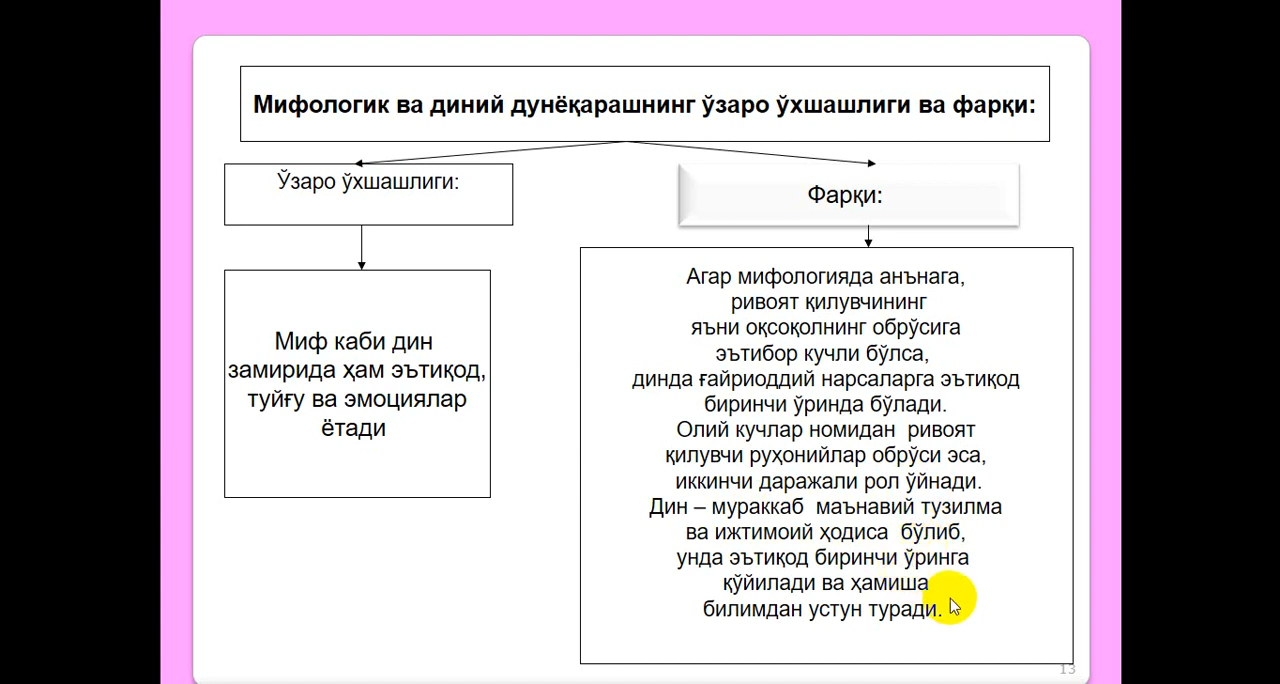 Мифологик ва диний дунёқарашнинг ўзаро ўхшашлиги ва фарқи:
Ўзаро ўхшашлиги:
Миф каби дин
замирида ҳам эътиқод,
туйғу ва эмоциялар
ётади
Фарқи:
Агар мифологияда анънага,
ривоят қилувчининг
яъни оқсоқолнинг обрўсига
эътибор кучли бўлса,
динда ғайриоддий нарсаларга эътиқод
биринчи ўринда бўлади.
Олий кучлар номидан ривоят
қилувчи руҳонийлар обрўси эса,
иккинчи даражали рол ўйнади.
Дин – мураккаб маънавий тузилма
ва ижтимоий ҳодиса бўлиб,
унда эътиқод биринчи ўринга
қўйилади ва ҳамиша
билимдан устун туради.
13